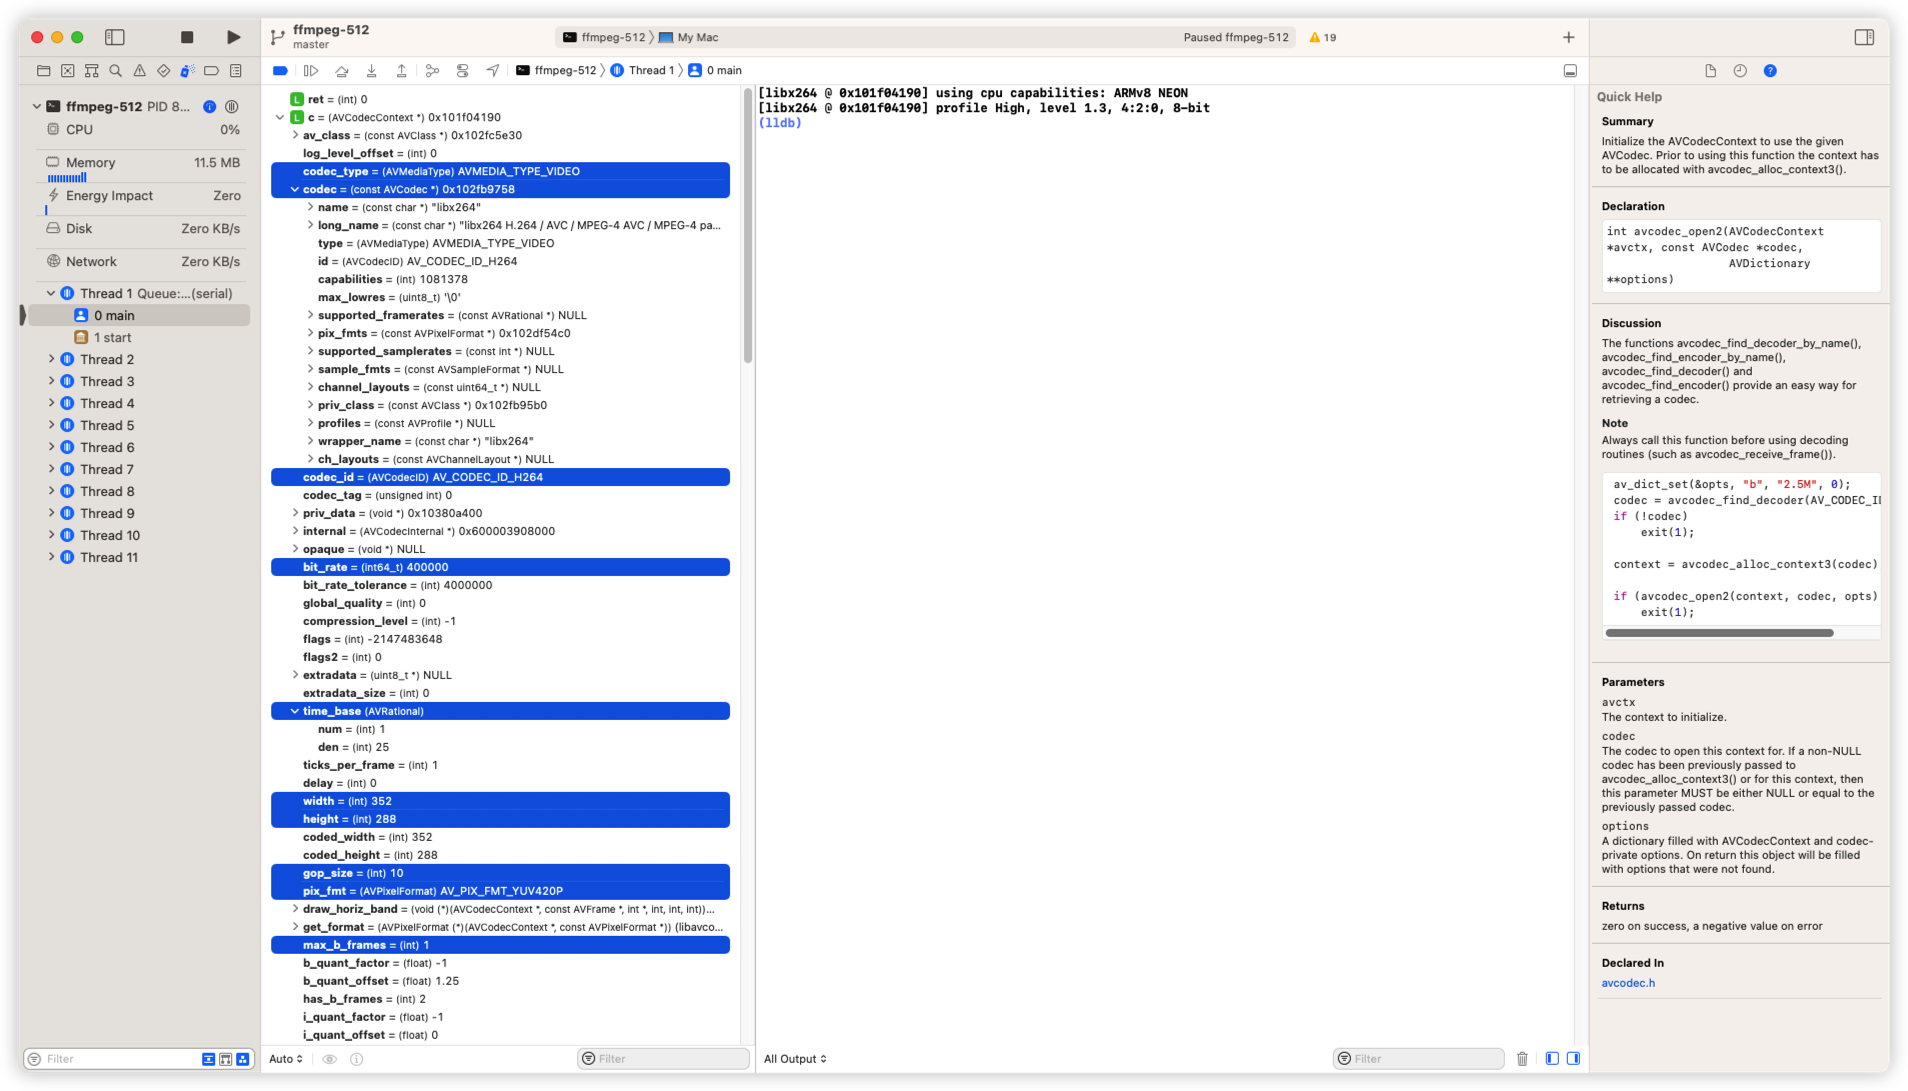 ffmpeg-512
master
ffmpeg-512 〉 My Mac
Paused ffmpeg-512
19
ffmpeg-512 PID 8...
CPU 0%
Memory 11.5 MB
Energy Impact Zero
Disk Zero KB/s
Network Zero KB/s
Thread 1 Queue:...(serial)
0 main
1 start
Thread 2
Thread 3
Thread 4
Thread 5
Thread 6
Thread 7
Thread 8
Thread 9
Thread 10
Thread 11
Filter
ffmpeg-512 〉 Thread 1 〉 0 main
L ret = (int) 0
L c = (AVCodecContext *) 0x101f04190
av_class = (const AVClass *) 0x102fc5e30
log_level_offset = (int) 0
codec_type = (AVMediaType) AVMEDIA_TYPE_VIDEO
codec = (const AVCodec *) 0x102fb9758
name = (const char *) "libx264"
long_name = (const char *) "libx264 H.264 / AVC / MPEG-4 AVC / MPEG-4 pa...
type = (AVMediaType) AVMEDIA_TYPE_VIDEO
id = (AVCodecID) AV_CODEC_ID_H264
capabilities = (int) 1081378
max_lowres = (uint8_t) '\0'
supported_framerates = (const AVRational *) NULL
pix_fmts = (const AVPixelFormat *) 0x102df54c0
supported_samplerates = (const int *) NULL
sample_fmts = (const AVSampleFormat *) NULL
channel_layouts = (const uint64_t *) NULL
priv_class = (const AVClass *) 0x102fb95b0
profiles = (const AVProfile *) NULL
wrapper_name = (const char *) "libx264"
ch_layouts = (const AVChannelLayout *) NULL
codec_id = (AVCodecID) AV_CODEC_ID_H264
codec_tag = (unsigned int) 0
priv_data = (void *) 0x10380a400
internal = (AVCodecInternal *) 0x600003908000
opaque = (void *) NULL
bit_rate = (int64_t) 400000
bit_rate_tolerance = (int) 4000000
global_quality = (int) 0
compression_level = (int) -1
flags = (int) -2147483648
flags2 = (int) 0
extradata = (uint8_t *) NULL
extradata_size = (int) 0
time_base (AVRational)
num = (int) 1
den = (int) 25
ticks_per_frame = (int) 1
delay = (int) 0
width = (int) 352
height = (int) 288
coded_width = (int) 352
coded_height = (int) 288
gop_size = (int) 10
pix_fmt = (AVPixelFormat) AV_PIX_FMT_YUV420P
draw_horiz_band = (void (*)(AVCodecContext *, const AVFrame *, int *, int, int, int))...
get_format = (AVPixelFormat (*)(AVCodecContext *, const AVPixelFormat *)) (libavco...
max_b_frames = (int) 1
b_quant_factor = (float) -1
b_quant_offset = (float) 1.25
has_b_frames = (int) 2
i_quant_factor = (float) -1
i_quant_offset = (float) 0
Auto
Filter
[libx264 @ 0x101f04190] using cpu capabilities: ARMv8 NEON
[libx264 @ 0x101f04190] profile High, level 1.3, 4:2:0, 8-bit
(lldb)
All Output
Filter
Quick Help
Summary
Initialize the AVCodecContext to use the given
AVCodec. Prior to using this function the context has
to be allocated with avcodec_alloc_context3().
Declaration
int avcodec_open2(AVCodecContext
*avctx, const AVCodec *codec,
AVDictionary
**options)
Discussion
The functions avcodec_find_decoder_by_name(),
avcodec_find_encoder_by_name(),
avcodec_find_decoder() and
avcodec_find_encoder() provide an easy way for
retrieving a codec.
Note
Always call this function before using decoding
routines (such as avcodec_receive_frame()).
av_dict_set(&opts, "b", "2.5M", 0);
codec = avcodec_find_decoder(AV_CODEC_I
if (!codec)
exit(1);
context = avcodec_alloc_context3(codec)
if (avcodec_open2(context, codec, opts)
exit(1);
Parameters
avctx
The context to initialize.
codec
The codec to open this context for. If a non-NULL
codec has been previously passed to
avcodec_alloc_context3() or for this context, then
this parameter MUST be either NULL or equal to the
previously passed codec.
options
A dictionary filled with AVCodecContext and codec-
private options. On return this object will be filled
with options that were not found.
Returns
zero on success, a negative value on error
Declared In
avcodec.h